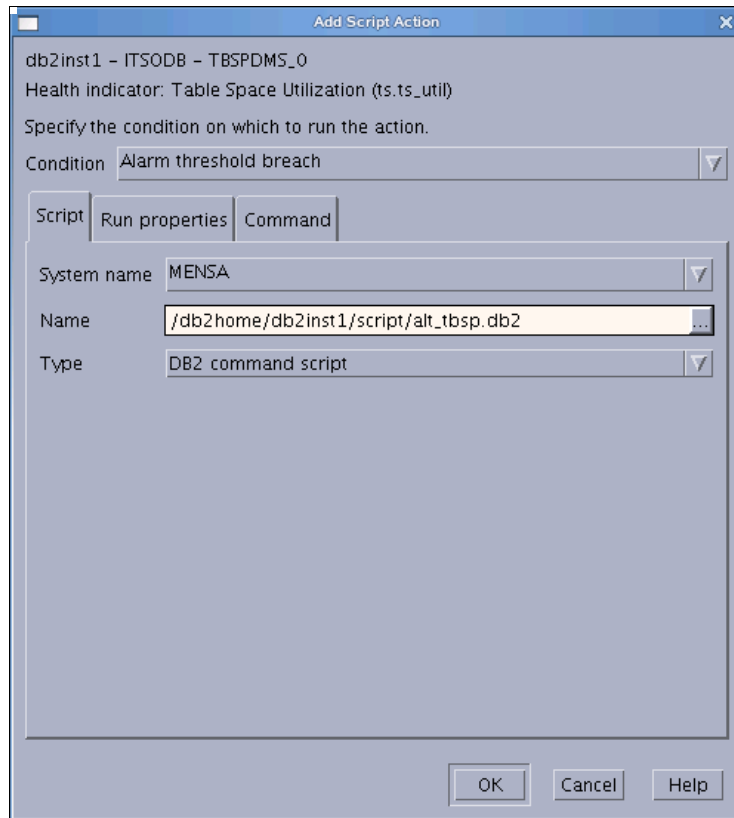 Add Script Action
db2inst1 – ITSODB – TBSPDMS_0
Health indicator: Table Space Utilization (ts.ts_util)
Specify the condition on which to run the action.
Condition Alarm threshold breach
Script Run properties Command
System name MENSA
Name /db2home/db2inst1/script/alt_tbsp.db2 ...
Type DB2 command script
OK Cancel Help